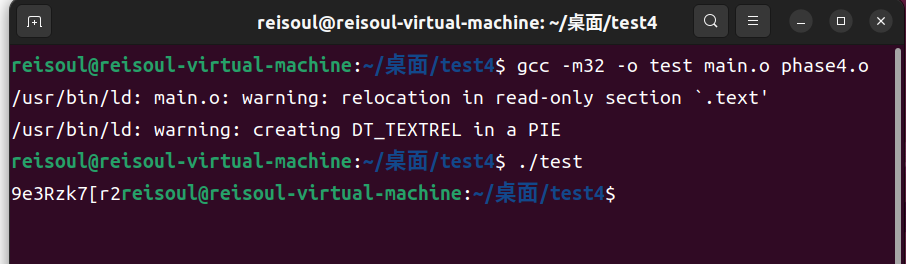 reisoul@reisoul-virtual-machine: ~/桌面/test4
reisoul@reisoul-virtual-machine:~/桌面/test4$ gcc -m32 -o test main.o phase4.o
/usr/bin/ld: main.o: warning: relocation in read-only section `.text'
/usr/bin/ld: warning: creating DT_TEXTREL in a PIE
reisoul@reisoul-virtual-machine:~/桌面/test4$ ./test
9e3Rzk7[r2reisoul@reisoul-virtual-machine:~/桌面/test4$